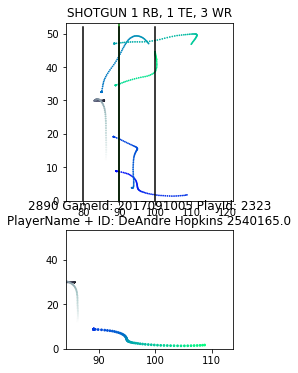 SHOTGUN 1 RB, 1 TE, 3 WR
50
40
30
20
10
0
80 90 100 110 120
2890 GameId: 2017091005 PlayId: 2323
PlayerName + ID: DeAndre Hopkins 2540165.0
40
20
0
90 100 110